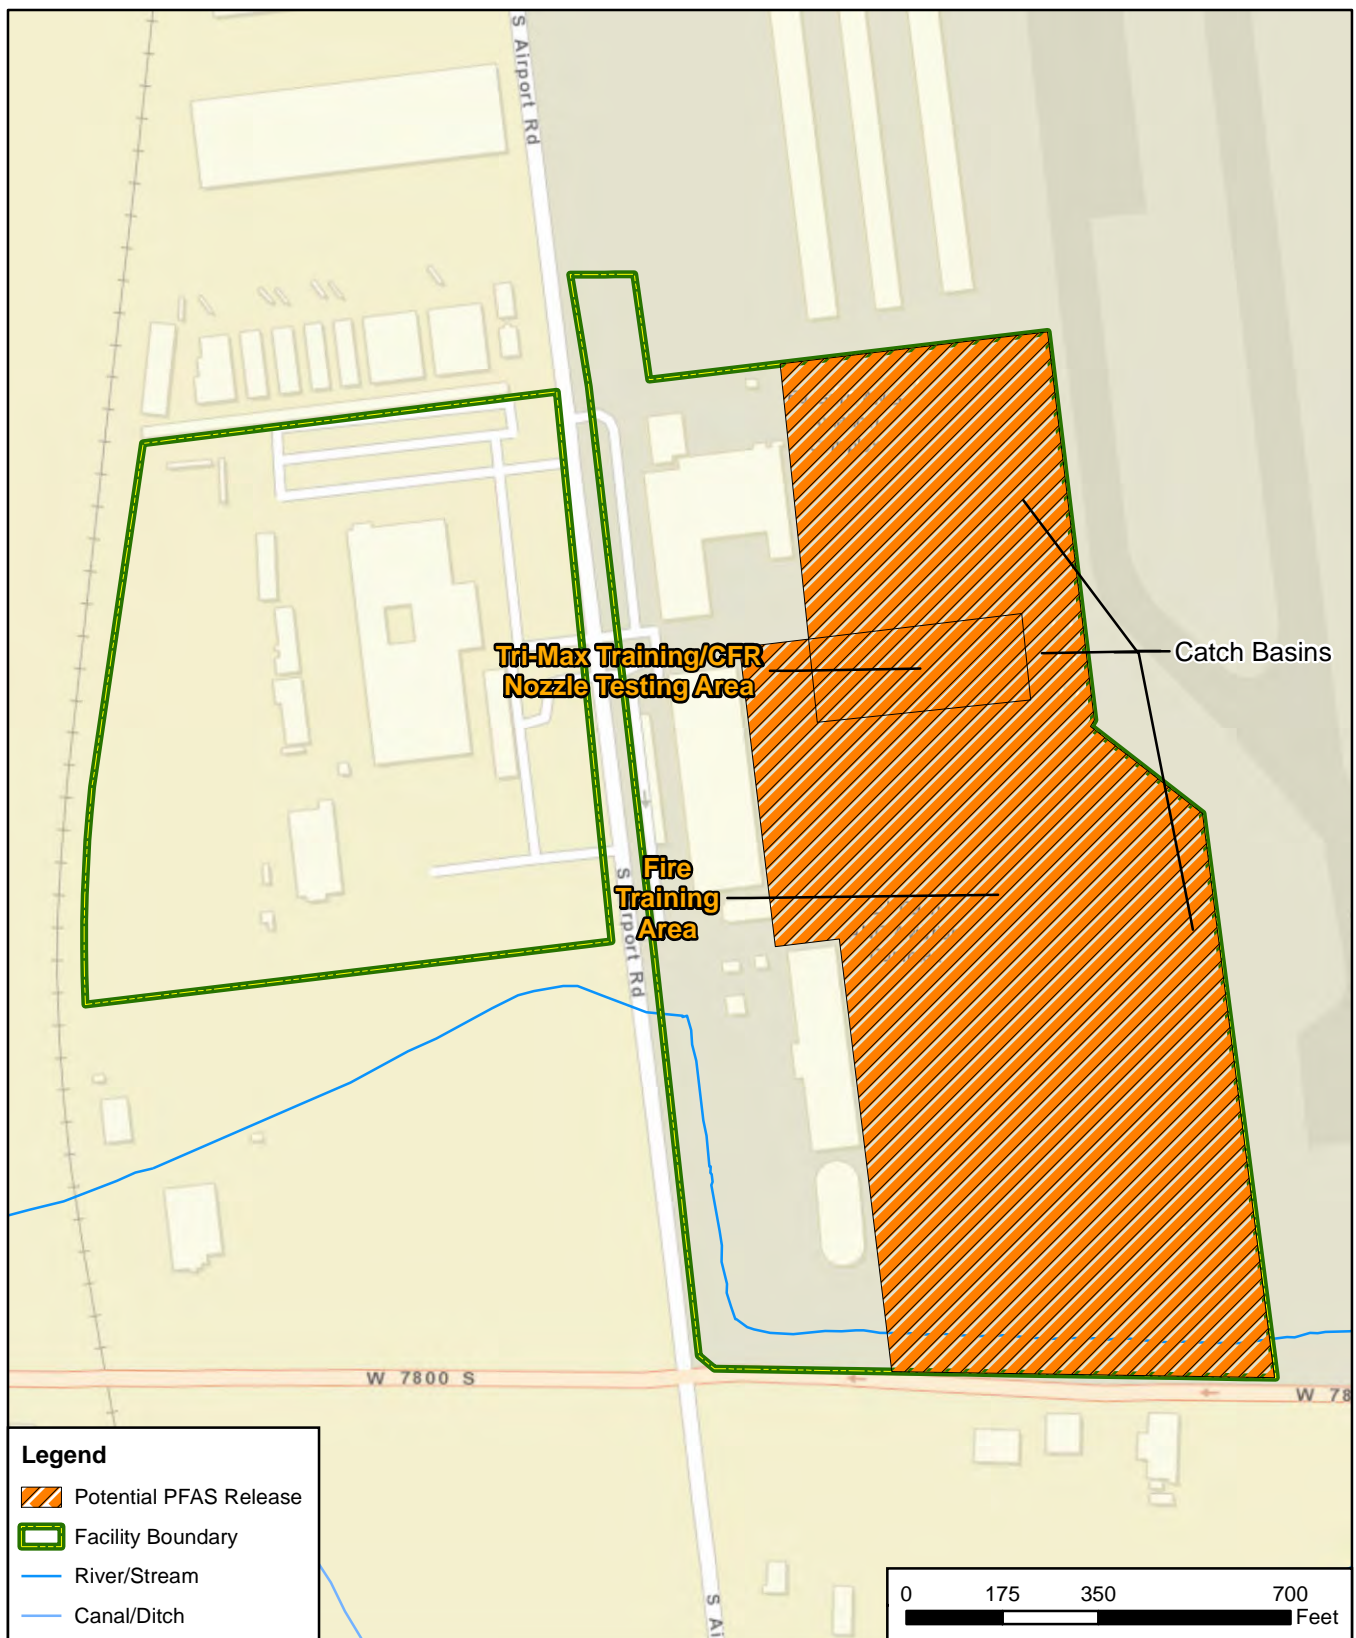 S Airport Rd
Tri-Max Training/CFR
Nozzle Testing Area
Catch Basins
Fire
Training
Area
S Airport Rd
W 7800 S
W 78
Legend
Potential PFAS Release
Facility Boundary
River/Stream
Canal/Ditch
S Ai
0 175 350 700
Feet